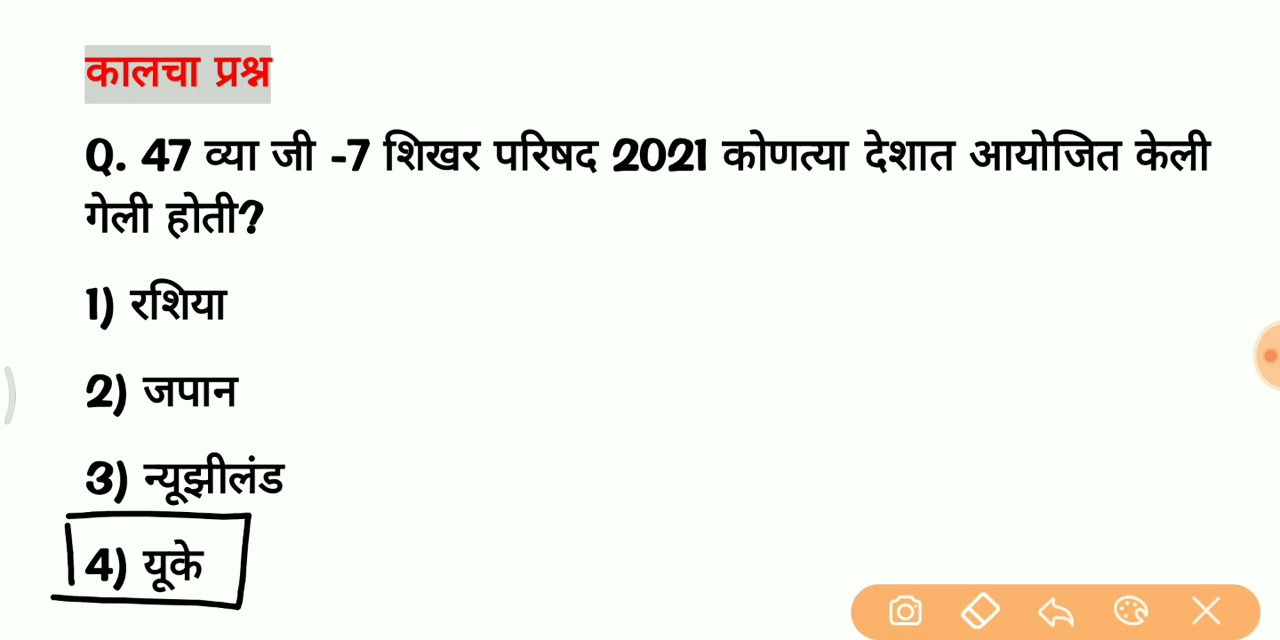 कालचा प्रश्न
Q. 47 व्या जी -7 शिखर परिषद 2021 कोणत्या देशात आयोजित केली
गेली होती?
1) रशिया
2) जपान
3) न्यूझीलंड
4) यूके